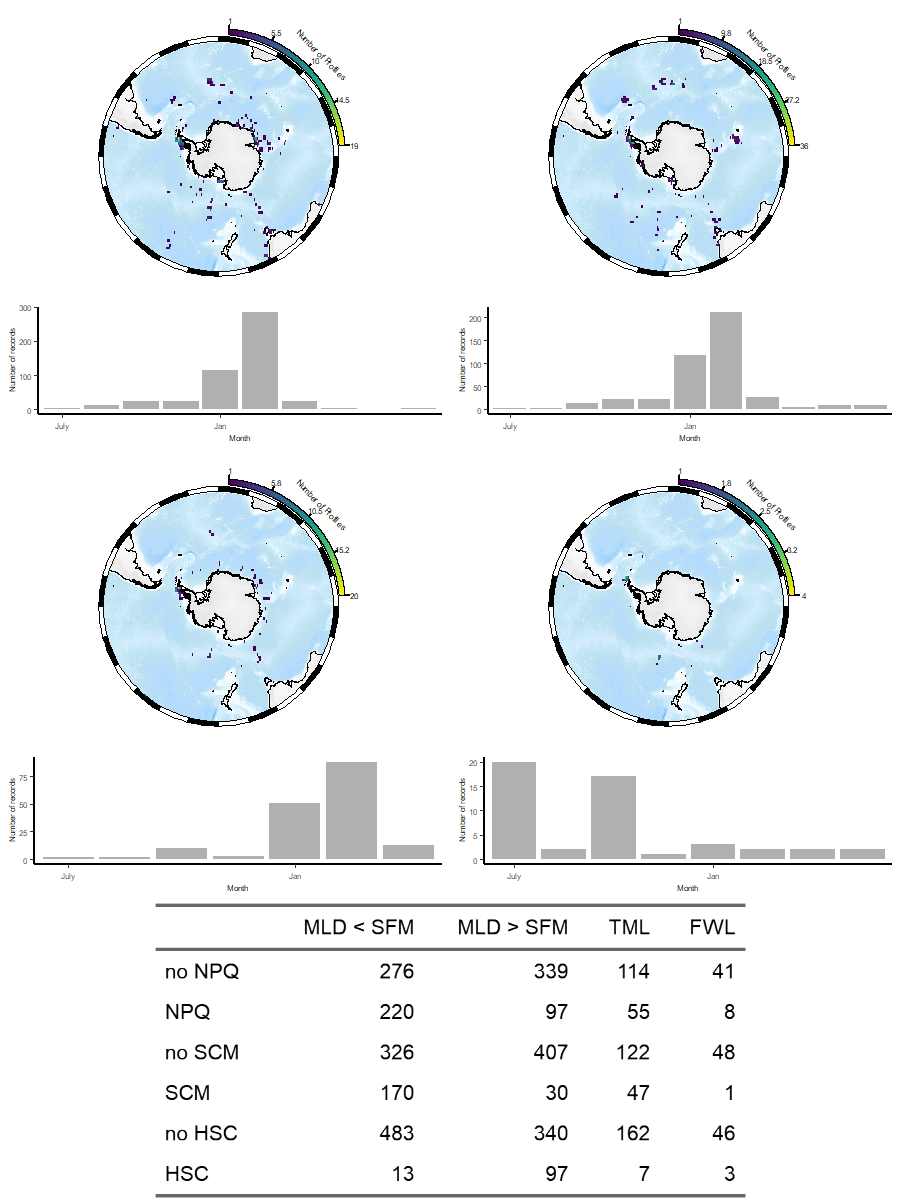 1
5.5
Number of Profiles
10
14.5
19
1
9.8
Number of Profiles
18.5
27.2
36
300
200
100
0
Number of records
July
Jan
Month
200
150
100
50
0
Number of records
July
Jan
Month
1
5.8
Number of Profiles
10.5
15.2
20
1
1.8
Number of Profiles
2.5
3.2
4
75
50
25
0
Number of records
July
Jan
Month
20
15
10
5
0
Number of records
July
Jan
Month
MLD < SFM MLD > SFM TML FWL
no NPQ 276 339 114 41
NPQ 220 97 55 8
no SCM 326 407 122 48
SCM 170 30 47 1
no HSC 483 340 162 46
HSC 13 97 7 3